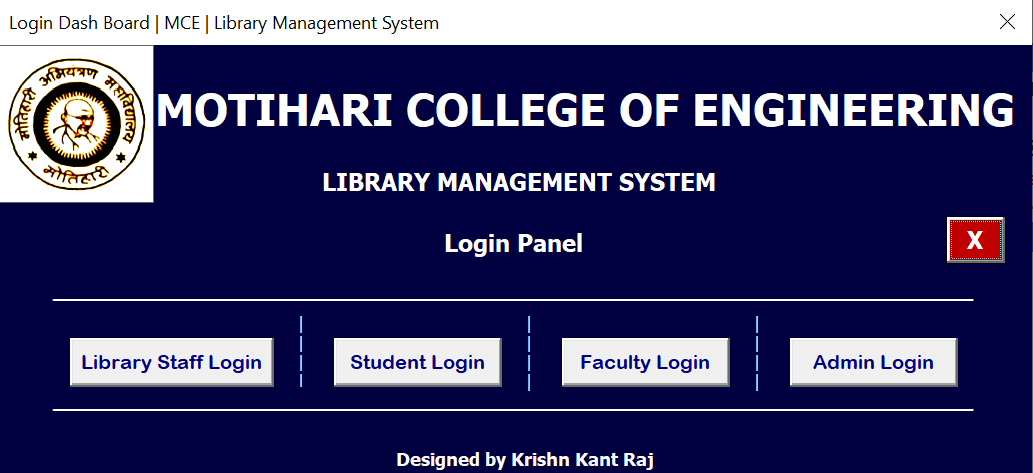 Login Dash Board | MCE | Library Management System
मोतिहारी अभियंत्रण महाविद्यालय
मोतिहारी
MOTIHARI COLLEGE OF ENGINEERING
LIBRARY MANAGEMENT SYSTEM
Login Panel
X
Library Staff Login
Student Login
Faculty Login
Admin Login
Designed by Krishn Kant Raj